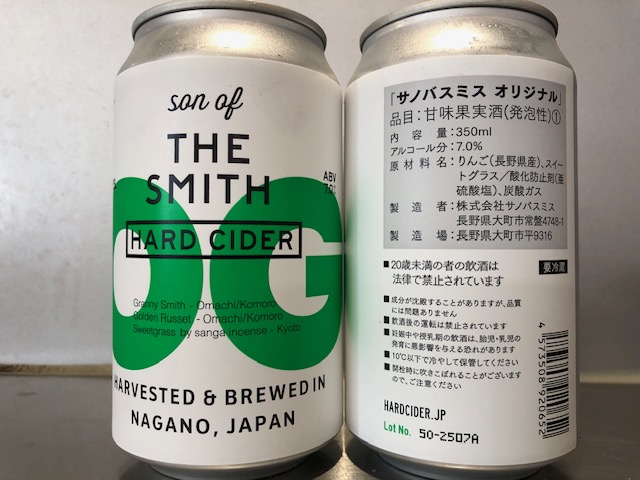 son of
THE
SMITH
ABV
7.0%
HARD CIDER
OG
Granny Smith - Omachi/Komoro
Golden Russet - Omachi/Komoro
Sweetgrass by sanga incense - Kyoto
HARVESTED & BREWED IN
NAGANO, JAPAN
「サノバスミス オリジナル」
品目:甘味果実酒(発泡性)①
内容量:350ml
アルコール分:7.0%
原材料名:りんご(長野県産)、スイー
トグラス/酸化防止剤(亜
硫酸塩)、炭酸ガス
製造者:株式会社サノバスミス
長野県大町市常盤4748-1
製造場:長野県大町市平9316
■20歳未満の者の飲酒は
法律で禁止されています
要冷蔵
■成分が沈殿することがありますが、品質
には問題ありません
■飲酒後の運転は禁止されています
■妊娠中や授乳期の飲酒は、胎児・乳児の
発育に悪影響を与える恐れがあります
■10℃以下で冷やして保管してください
■開栓時に吹きこぼれることがございます
ので、ご注意ください
HARDCIDER.JP
Lot No. 50-2507A
4573508920652